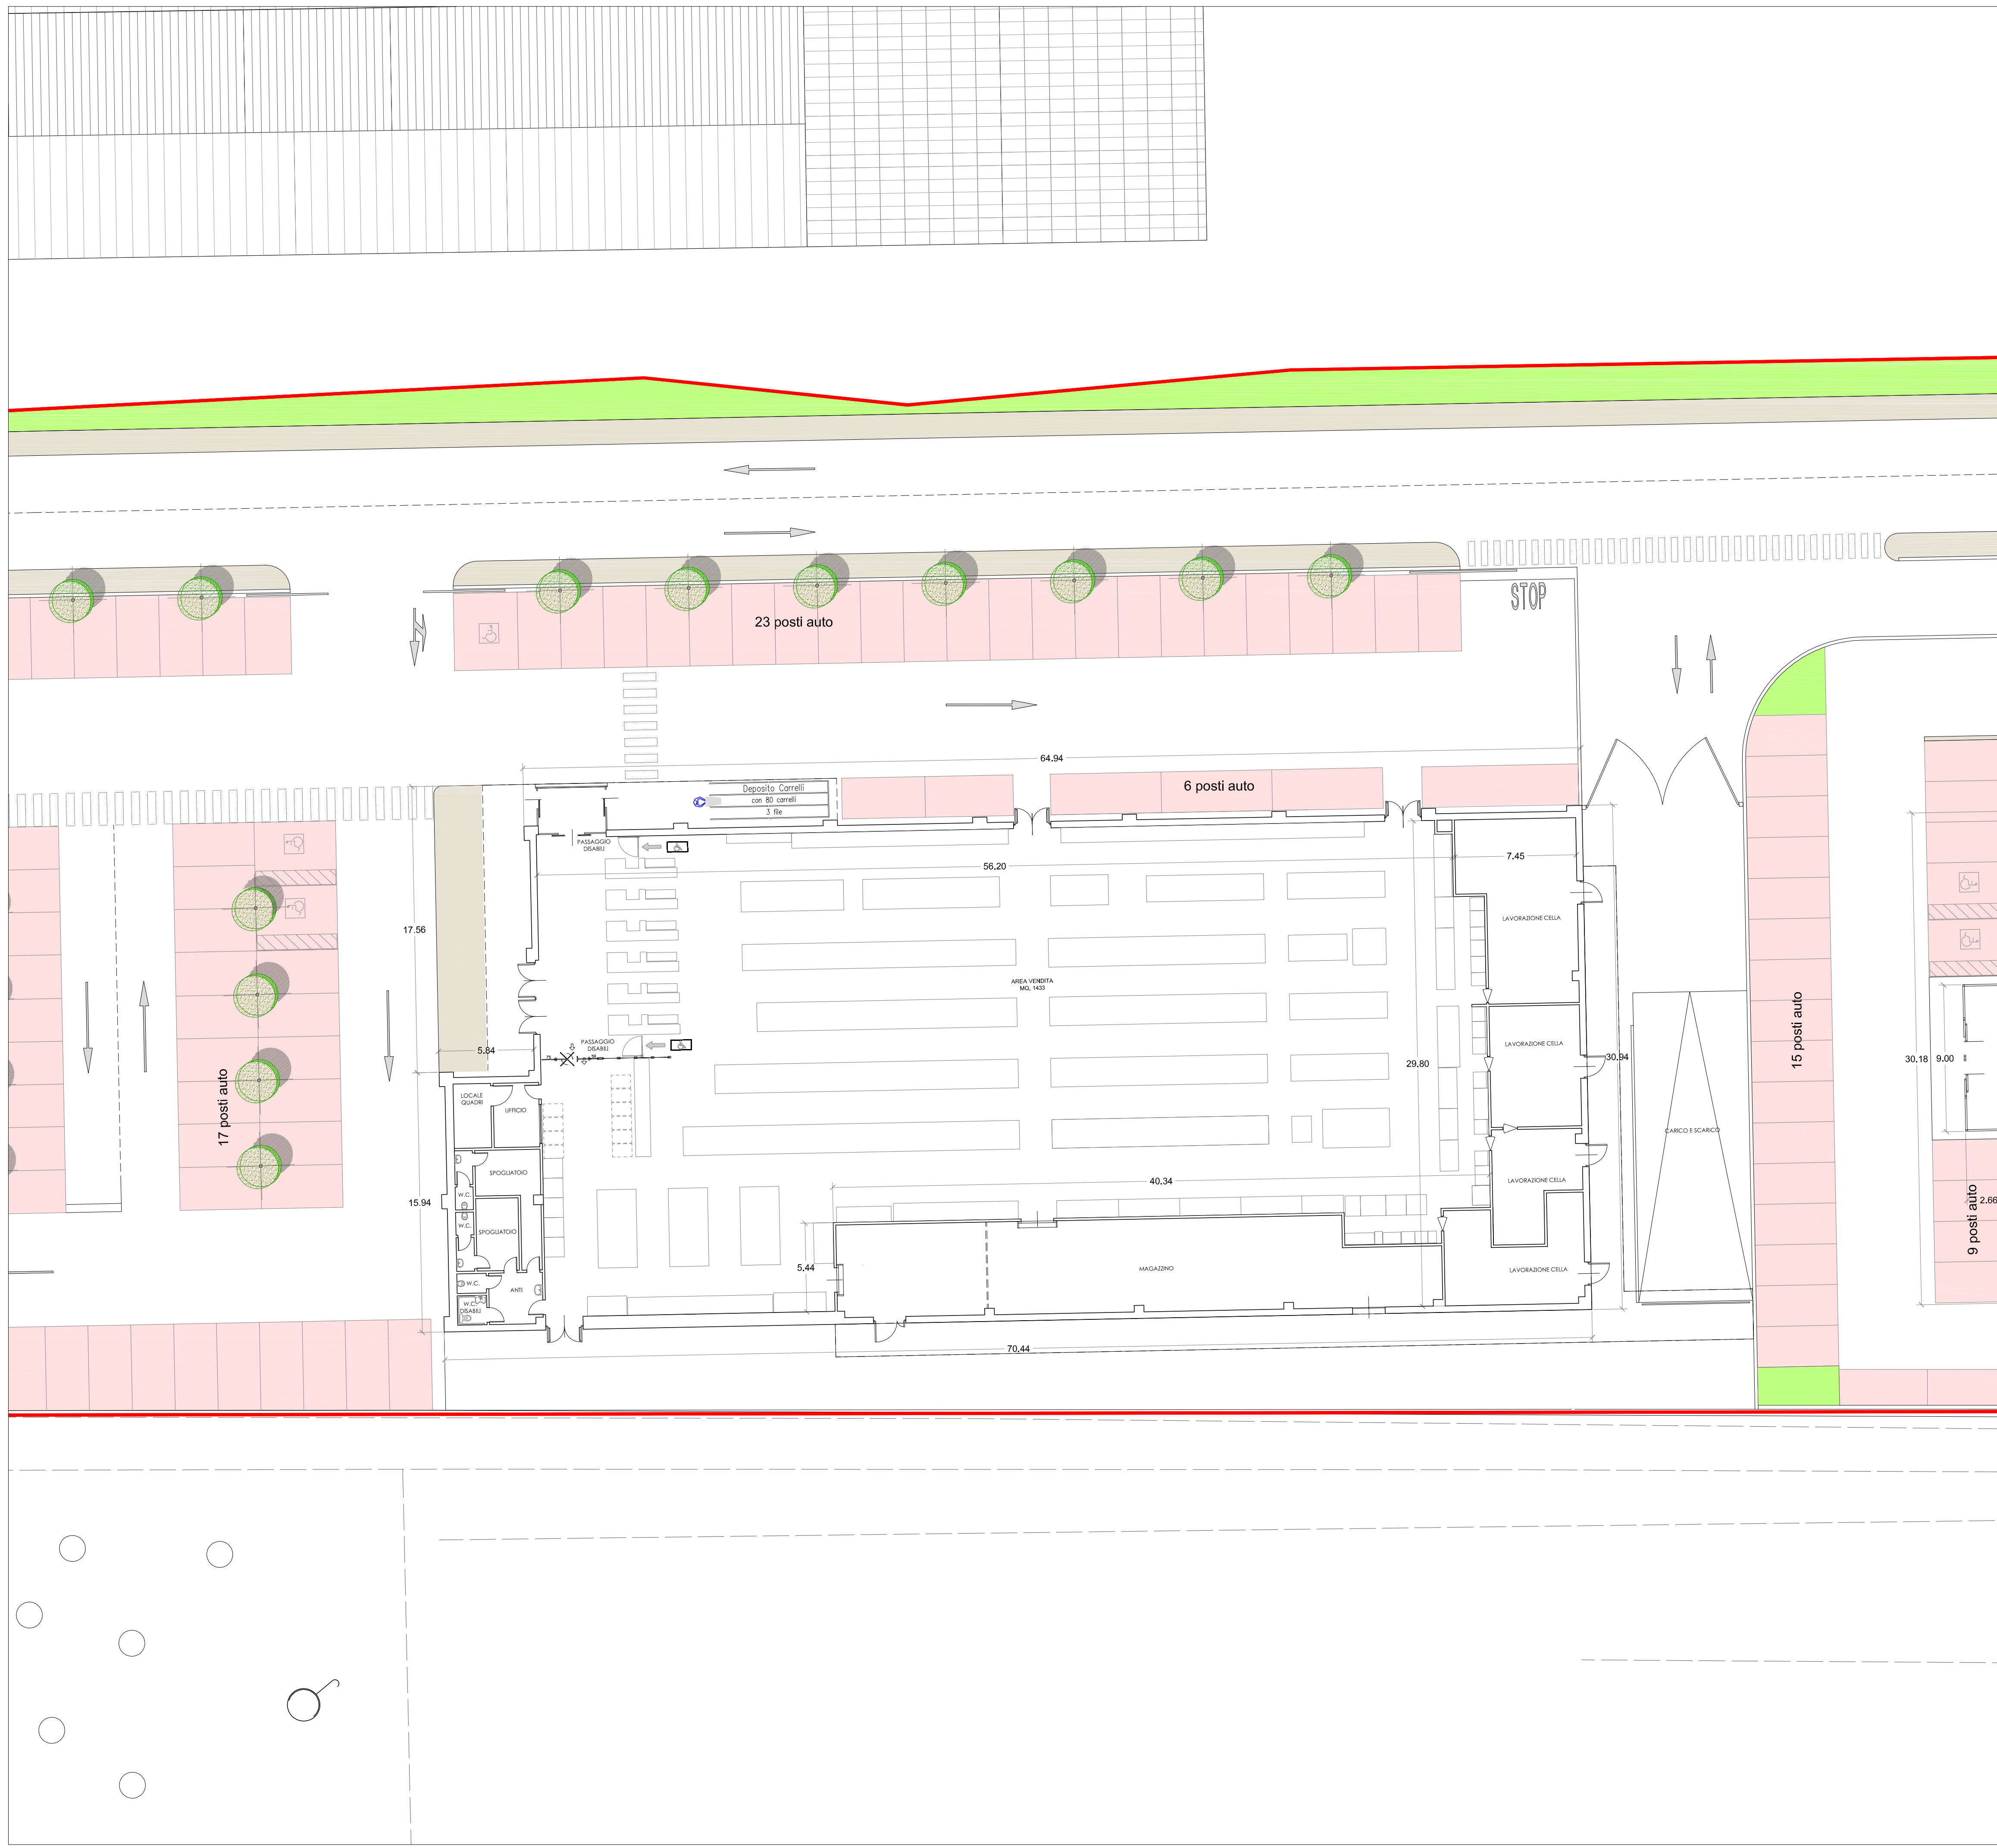 STOP
23 posti auto
64.94
Deposito Carrelli
con 80 carrelli
3 file
6 posti auto
PASSAGGIO
DISABILI
56.20
7.45
LAVORAZIONE CELLA
17.56
AREA VENDITA
MQ. 1433
PASSAGGIO
DISABILI
5.84
29.80
LAVORAZIONE CELLA
30.94
15 posti auto
30.18
9.00
17 posti auto
LOCALE
QUADRI
UFFICIO
CARICO E SCARICO
SPOGLIATOIO
W.C.
40.34
LAVORAZIONE CELLA
15.94
2.66
9 posti auto
W.C.
SPOGLIATOIO
5.44
MAGAZZINO
LAVORAZIONE CELLA
W.C.
ANTI
W.C.
DISABILI
70.44